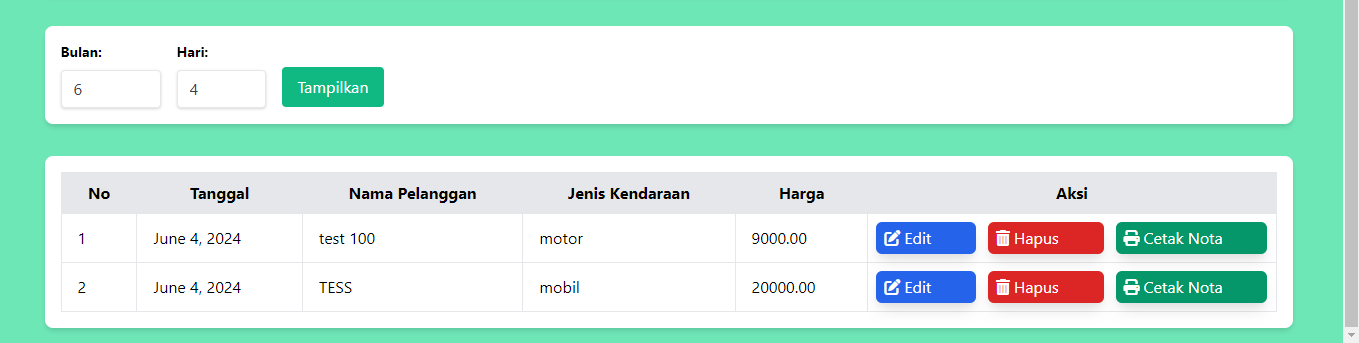 Bulan: Hari:
6 4 Tampilkan
No Tanggal Nama Pelanggan Jenis Kendaraan Harga Aksi
1 June 4, 2024 test 100 motor 9000.00 Edit Hapus Cetak Nota
2 June 4, 2024 TESS mobil 20000.00 Edit Hapus Cetak Nota